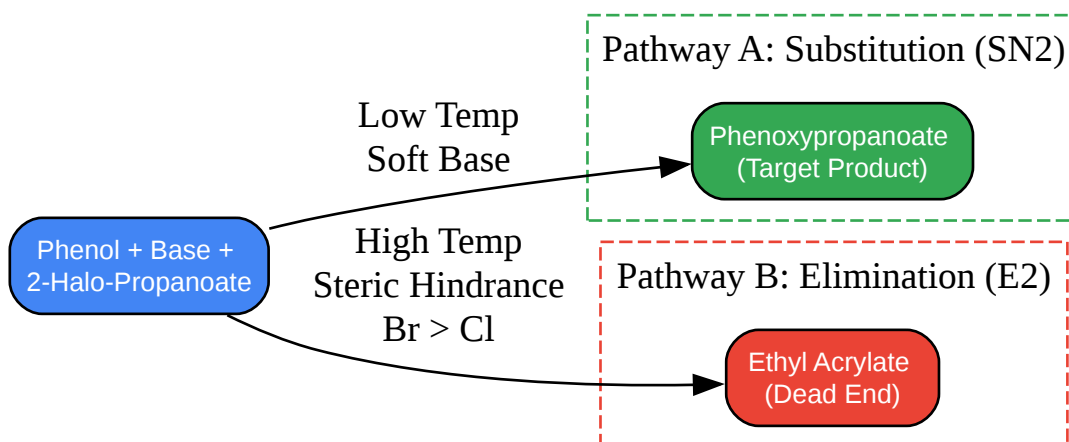 Pathway A: Substitution (SN2)
Low Temp
Soft Base
Phenoxypropanoate
(Target Product)
Phenol + Base +
2-Halo-Propanoate
High Temp
Steric Hindrance
Br > Cl
Pathway B: Elimination (E2)
Ethyl Acrylate
(Dead End)